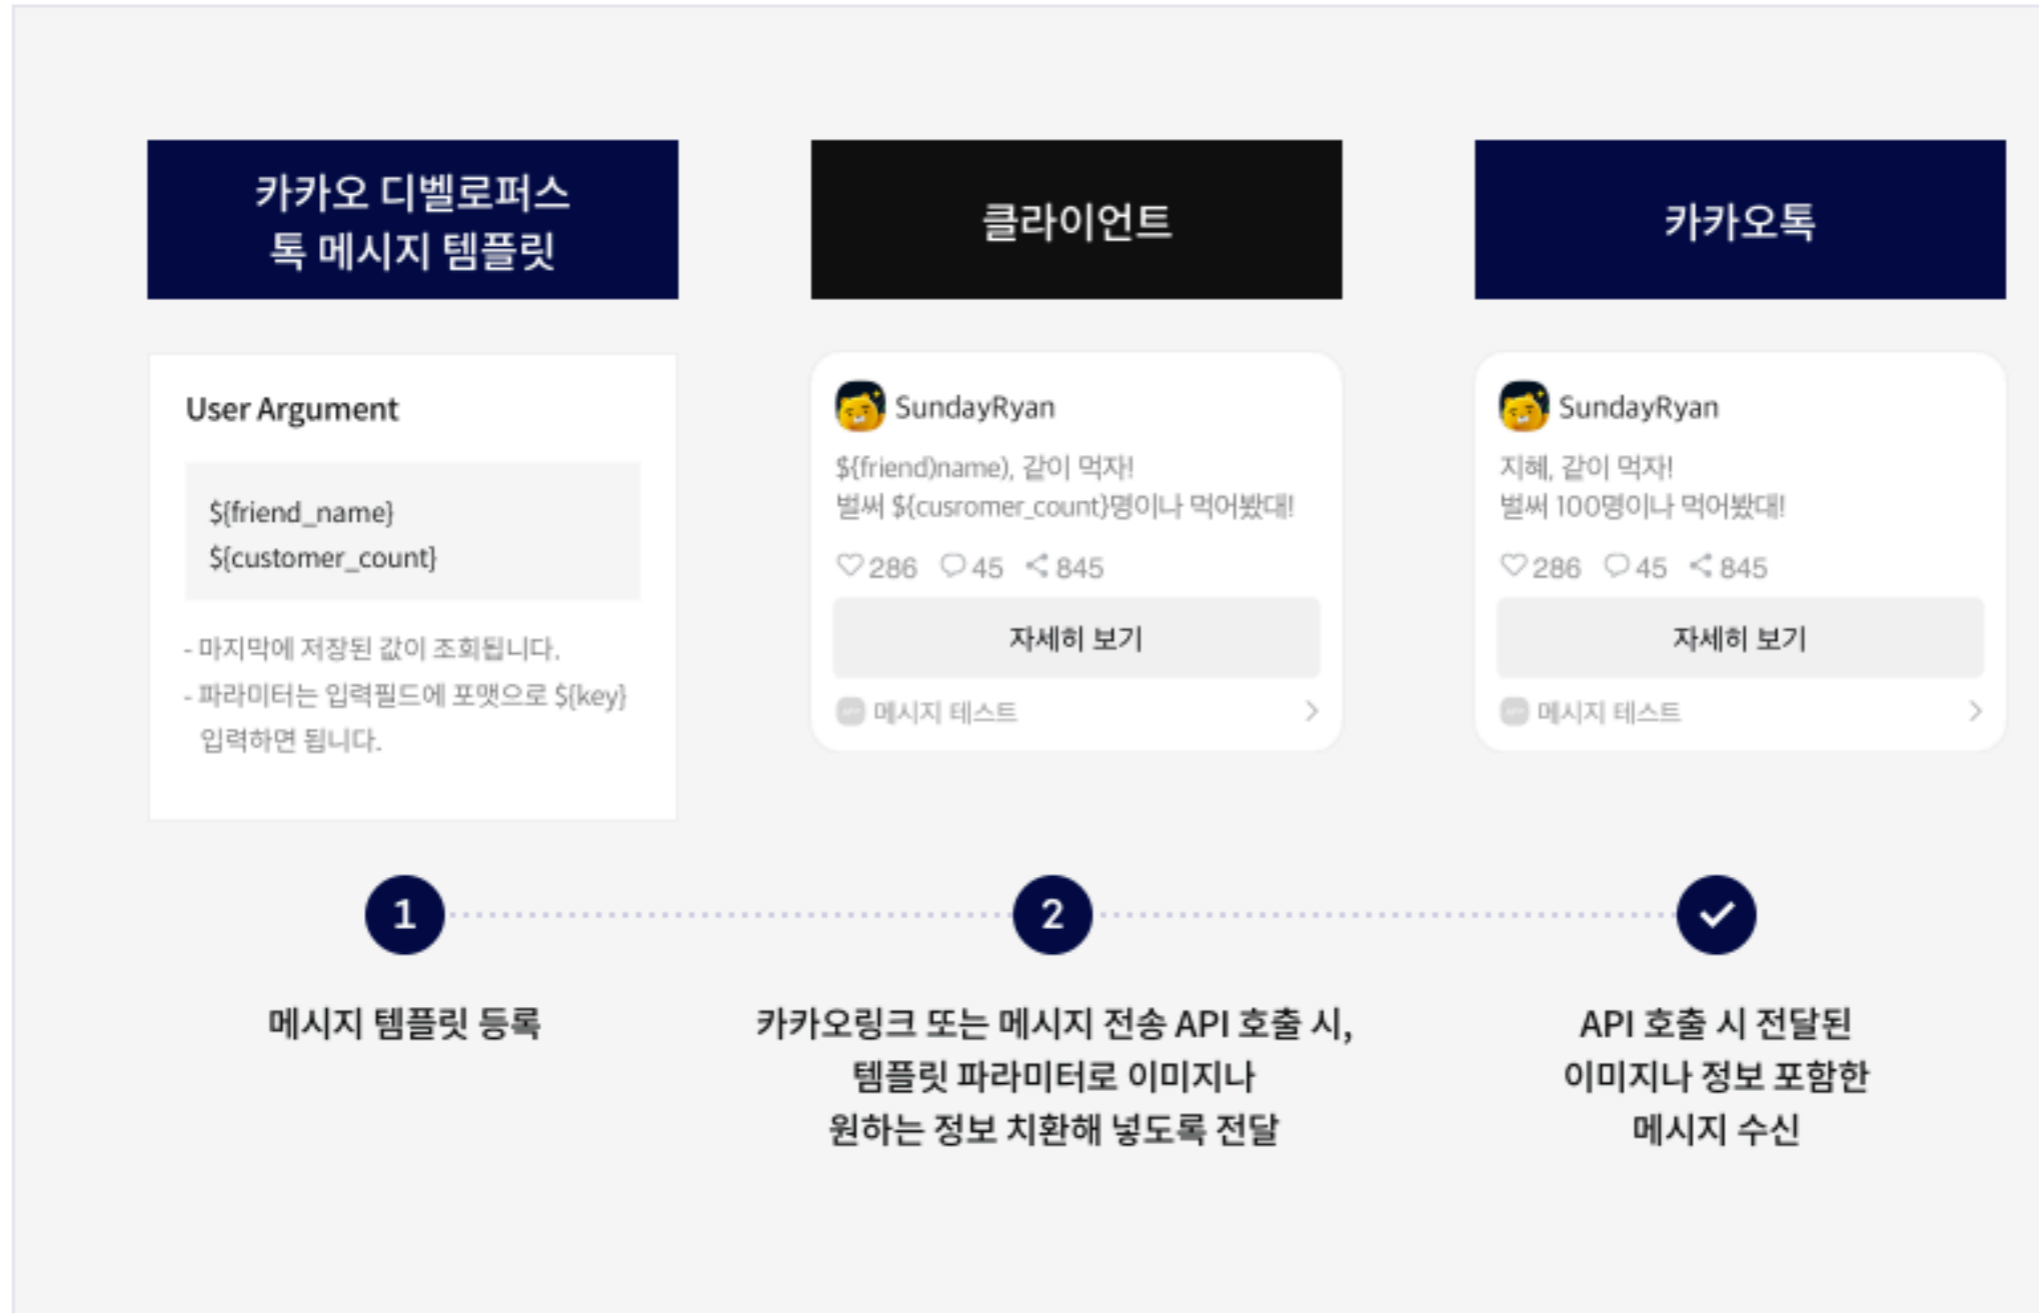 카카오 디벨로퍼스
톡 메시지 템플릿
User Argument
${friend_name}
${customer_count}
- 마지막에 저장된 값이 조회됩니다.
- 파라미터는 입력필드에 포맷으로 ${key}
입력하면 됩니다.
1
메시지 템플릿 등록
클라이언트
SundayRyan
${friend)name), 같이 먹자!
벌써 ${cusromer_count}명이나 먹어봤대!
286 45 845
자세히 보기
메시지 테스트
2
카카오링크 또는 메시지 전송 API 호출 시,
템플릿 파라미터로 이미지나
원하는 정보 치환해 넣도록 전달
카카오톡
SundayRyan
지혜, 같이 먹자!
벌써 100명이나 먹어봤대!
286 45 845
자세히 보기
메시지 테스트
API 호출 시 전달된
이미지나 정보 포함한
메시지 수신